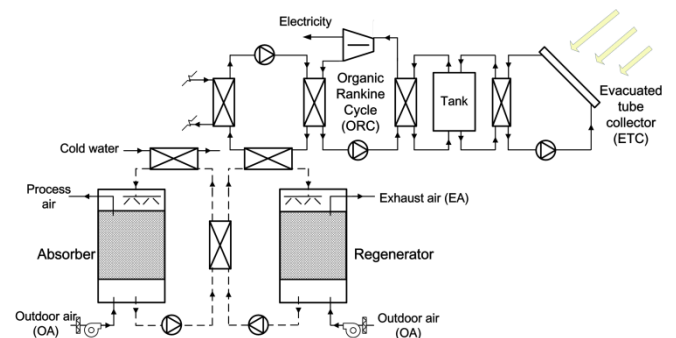 Electricity
Organic
Rankine
Cycle
(ORC)
Tank
Evacuated
tube
collector
(ETC)
Cold water
Process
air
Exhaust air (EA)
Absorber
Regenerator
Outdoor air
(OA)
Outdoor air
(OA)